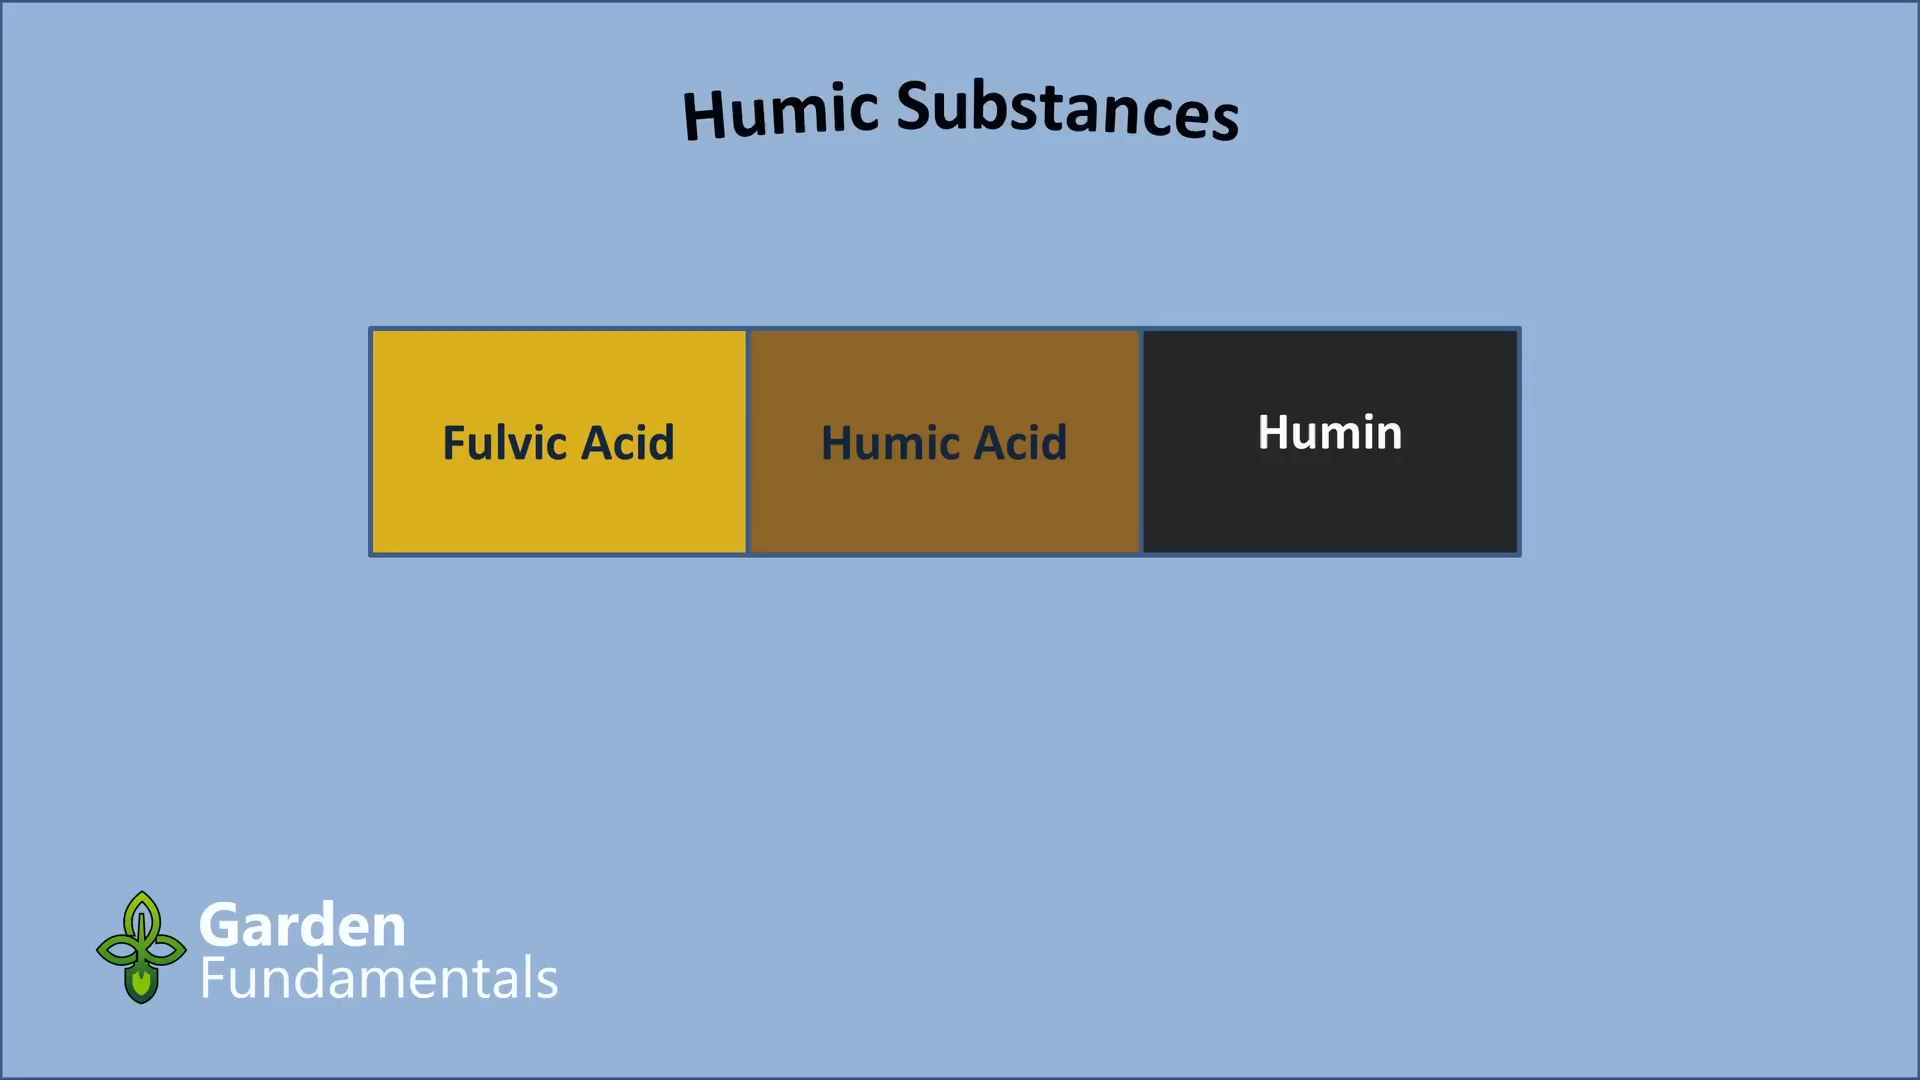 Humic Substances
Fulvic Acid
Humic Acid
Humin
Garden
Fundamentals